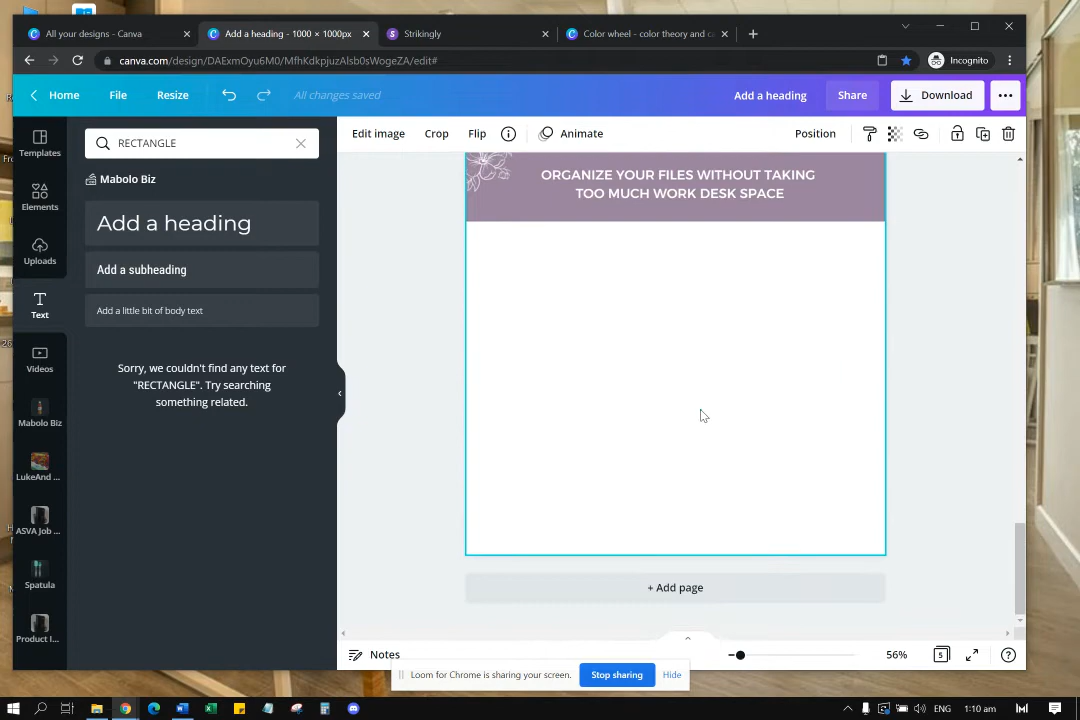 All your designs - Canva
Add a heading - 1000 × 1000px
Strikingly
Color wheel - color theory and ca
canva.com/design/DAExmOyu6M0/MfhKdkpjuzAlsb0sWogeZA/edit#
Incognito
Home
File
Resize
All changes saved
Add a heading
Share
Download
Templates
Elements
Uploads
Text
Videos
Mabolo Biz
LukeAnd ...
ASVA Job ...
Spatula
Product I...
RECTANGLE
Mabolo Biz
Add a heading
Add a subheading
Add a little bit of body text
Sorry, we couldn't find any text for
"RECTANGLE". Try searching
something related.
Edit image
Crop
Flip
Animate
Position
ORGANIZE YOUR FILES WITHOUT TAKING
TOO MUCH WORK DESK SPACE
+ Add page
Notes
56%
5
Loom for Chrome is sharing your screen.
Stop sharing
Hide
ENG
1:10 am